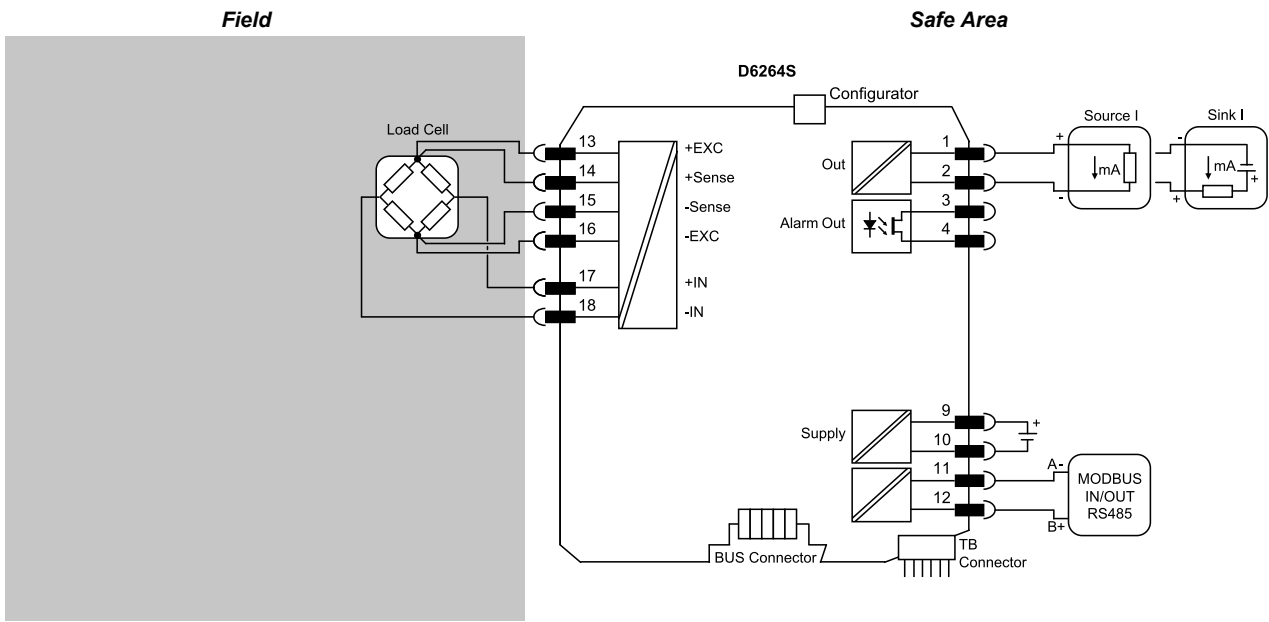 Field
Safe Area
D6264S
Configurator
Load Cell
13
+EXC
14
+Sense
15
-Sense
16
-EXC
17
+IN
18
-IN
Out
1
2
Alarm Out
3
4
Source I
+
mA
-
Sink I
-
mA
+
+
Supply
9
10
+
11
12
A-
B+
MODBUS
IN/OUT
RS485
BUS Connector
TB
Connector